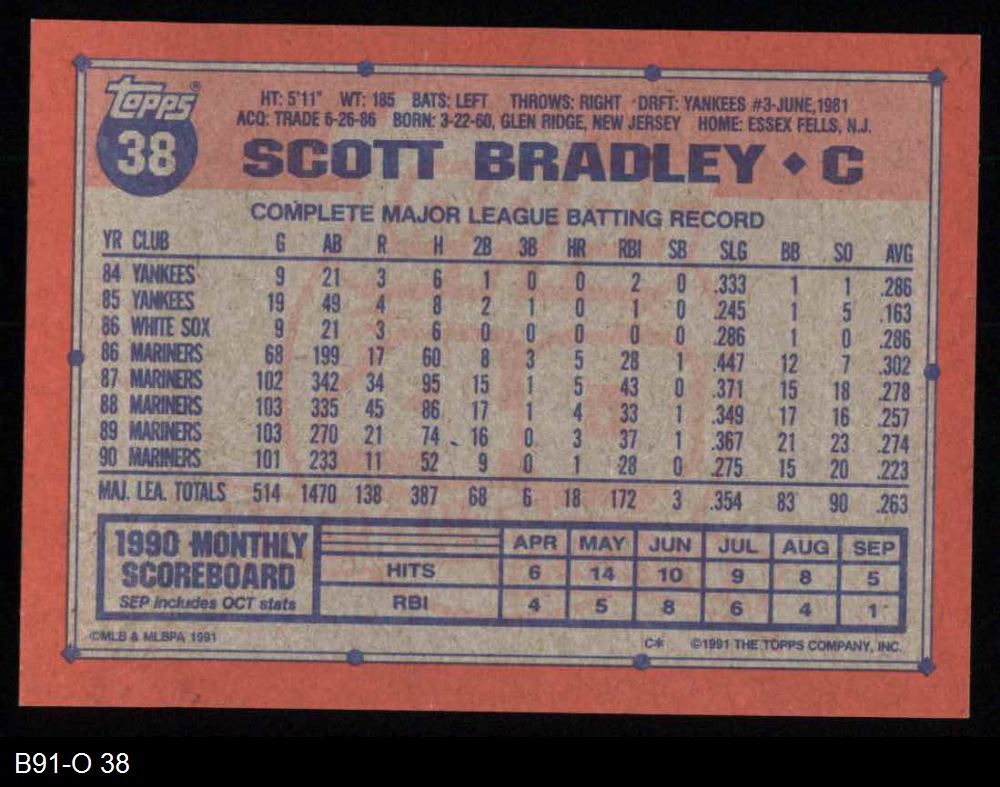 topps®
38
HT: 5'11" WT: 185 BATS: LEFT THROWS: RIGHT DRFT: YANKEES #3-JUNE,1981
ACQ: TRADE 6-26-86 BORN: 3-22-60, GLEN RIDGE, NEW JERSEY HOME: ESSEX FELLS, N.J.
SCOTT BRADLEY ◆ C
COMPLETE MAJOR LEAGUE BATTING RECORD
YR CLUB G AB R H 2B 3B HR RBI SB SLG BB SO AVG
84 YANKEES 9 21 3 6 1 0 0 2 0 .333 1 1 .286
85 YANKEES 19 49 4 8 2 1 0 1 0 .245 1 5 .163
86 WHITE SOX 9 21 3 6 0 0 0 0 0 .286 1 0 .286
86 MARINERS 68 199 17 60 8 3 5 28 1 .447 12 7 .302
87 MARINERS 102 342 34 95 15 1 5 43 0 .371 15 18 .278
88 MARINERS 103 335 45 86 17 1 4 33 1 .349 17 16 .257
89 MARINERS 103 270 21 74 16 0 3 37 1 .367 21 23 .274
90 MARINERS 101 233 11 52 9 0 1 28 0 .275 15 20 .223
MAJ. LEA. TOTALS 514 1470 138 387 68 6 18 172 3 .354 83 90 .263
1990 MONTHLY SCOREBOARD
SEP includes OCT stats
APR MAY JUN JUL AUG SEP
HITS 6 14 10 9 8 5
RBI 4 5 8 6 4 1
©MLB & MLBPA 1991
C* ©1991 THE TOPPS COMPANY, INC.
B91-O 38